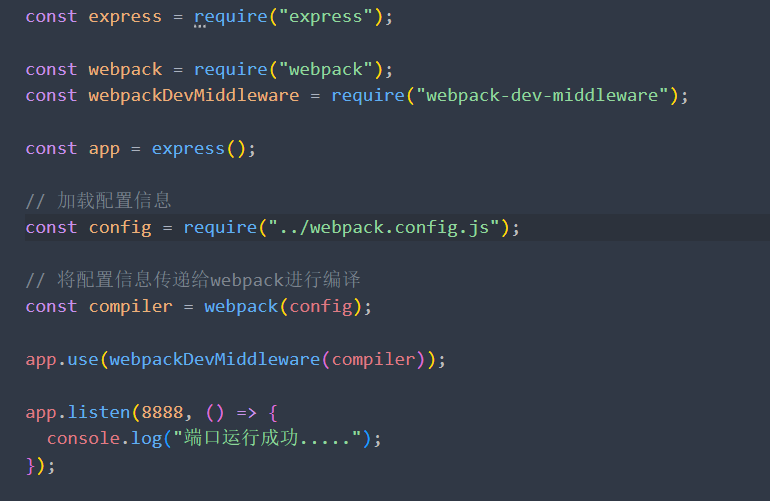 const express = require("express");
const webpack = require("webpack");
const webpackDevMiddleware = require("webpack-dev-middleware");
const app = express();
// 加载配置信息
const config = require("../webpack.config.js");
// 将配置信息传递给webpack进行编译
const compiler = webpack(config);
app.use(webpackDevMiddleware(compiler));
app.listen(8888, () => {
  console.log("端口运行成功.....");
});